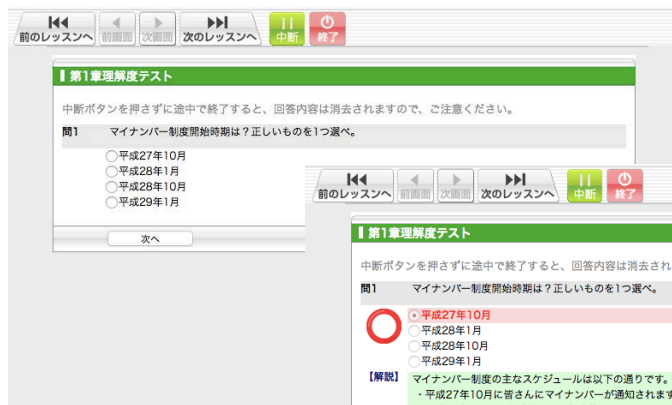 前のレッスンへ 前画面 次画面 次のレッスンへ 中断 終了
第1章理解度テスト
中断ボタンを押さずに途中で終了すると、回答内容は消去されますので、ご注意ください。
問1 マイナンバー制度開始時期は？正しいものを1つ選べ。
平成27年10月
平成28年1月
平成28年10月
平成29年1月
次へ
前のレッスンへ 前画面 次画面 次のレッスンへ 中断 終了
第1章理解度テスト
中断ボタンを押さずに途中で終了すると、回答内容は消去され
問1 マイナンバー制度開始時期は？正しいものを1つ選べ。
平成27年10月
平成28年1月
平成28年10月
平成29年1月
【解説】 マイナンバー制度の主なスケジュールは以下の通りです。
・平成27年10月に皆さんにマイナンバーが通知されます